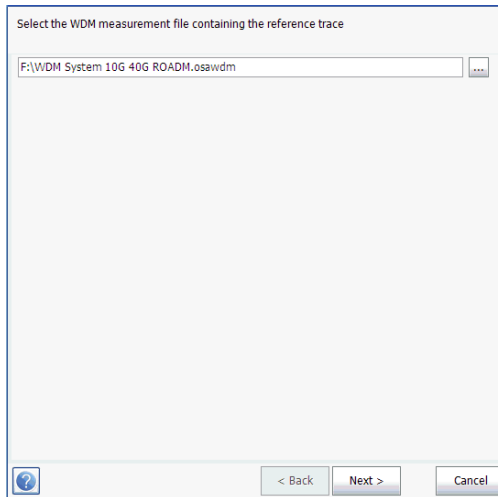 Select the WDM measurement file containing the reference trace
F:\WDM System 10G 40G ROADM.osawdm
...
?
< Back Next > Cancel